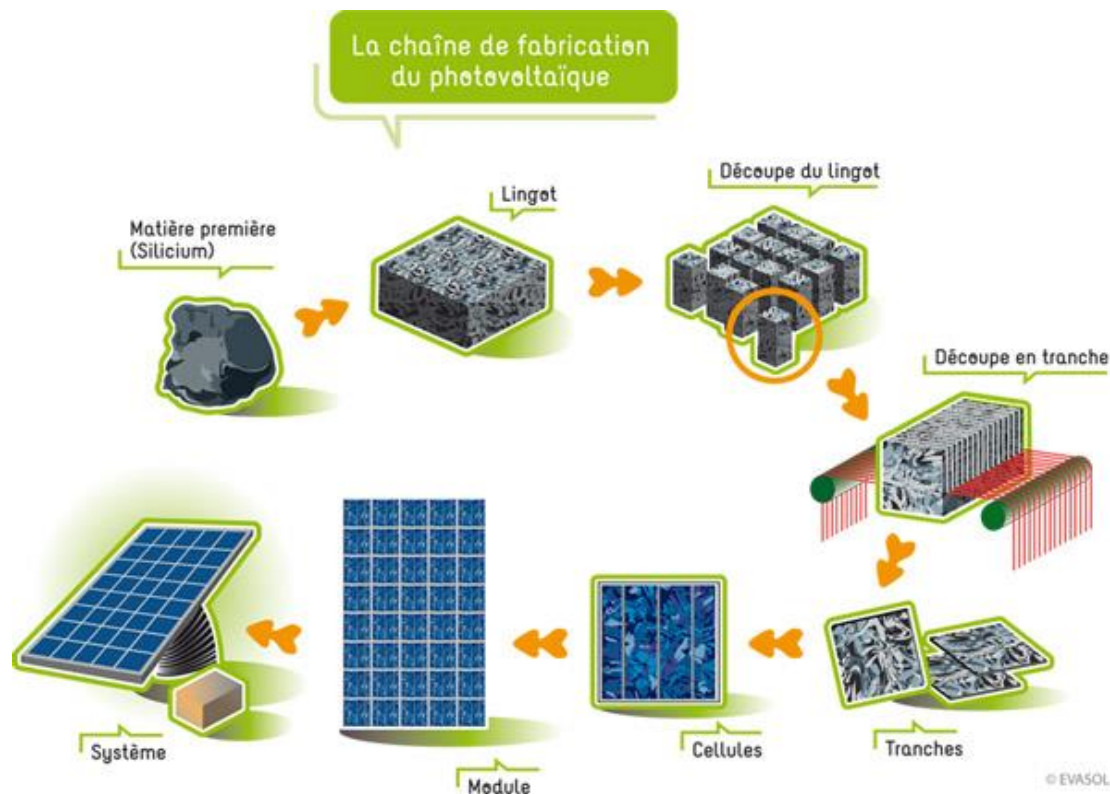 La chaîne de fabrication
du photovoltaïque
Matière première
(Silicium)
Lingot
Découpe du lingot
Découpe en tranche
Tranches
Cellules
Module
Système
© EVASOL